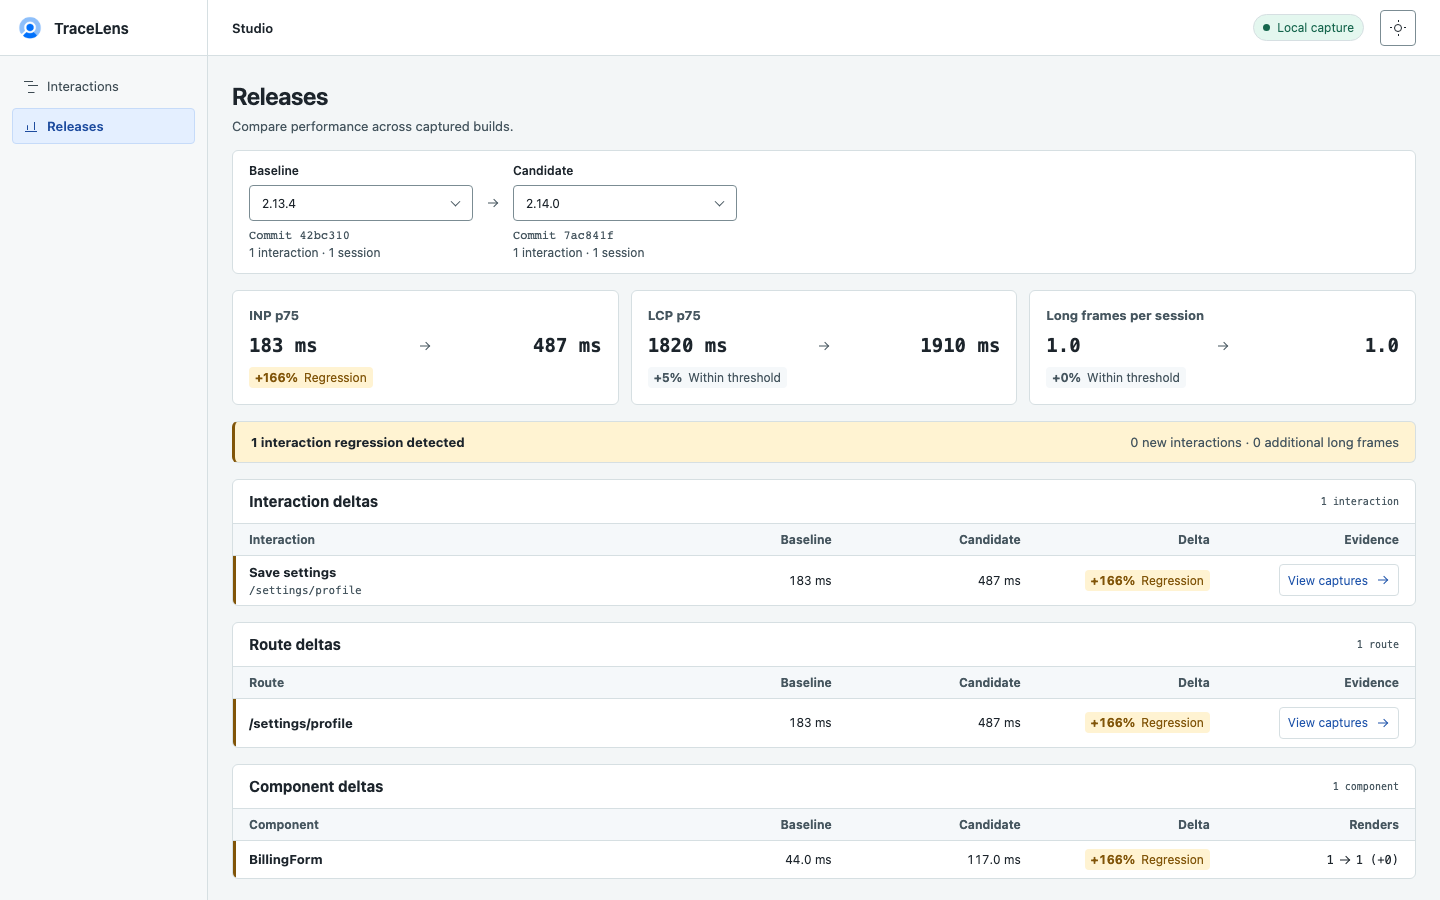 TraceLens
Studio
Local capture
Interactions
Releases
Releases
Compare performance across captured builds.
Baseline
Candidate
2.13.4 → 2.14.0
Commit 42bc310
Commit 7ac841f
1 interaction · 1 session
1 interaction · 1 session
INP p75
183 ms → 487 ms
+166% Regression
LCP p75
1820 ms → 1910 ms
+5% Within threshold
Long frames per session
1.0 → 1.0
+0% Within threshold
1 interaction regression detected
0 new interactions · 0 additional long frames
Interaction deltas
1 interaction
Interaction Baseline Candidate Delta Evidence
Save settings
/settings/profile
183 ms 487 ms +166% Regression View captures →
Route deltas
1 route
Route Baseline Candidate Delta Evidence
/settings/profile 183 ms 487 ms +166% Regression View captures →
Component deltas
1 component
Component Baseline Candidate Delta Renders
BillingForm 44.0 ms 117.0 ms +166% Regression 1 → 1 (+0)